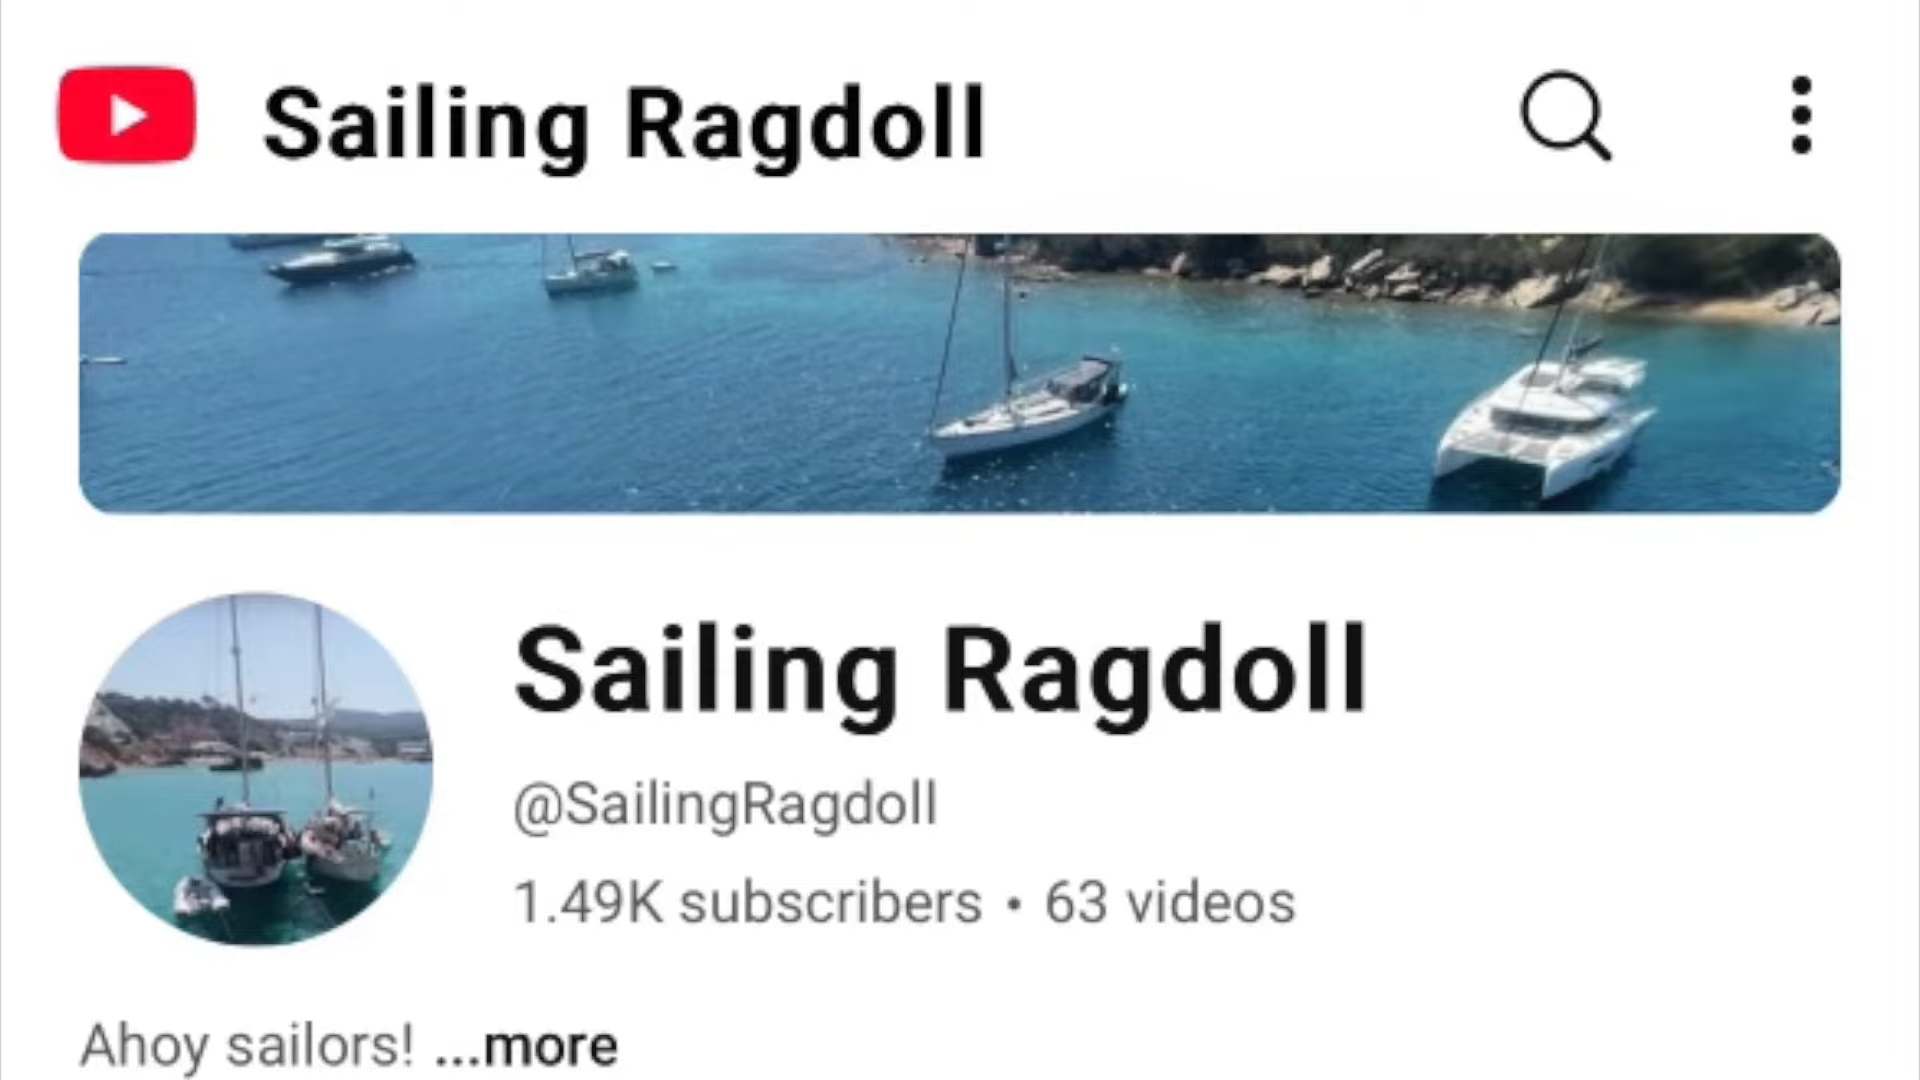 Sailing Ragdoll
Sailing Ragdoll
@SailingRagdoll
1.49K subscribers • 63 videos
Ahoy sailors! ...more